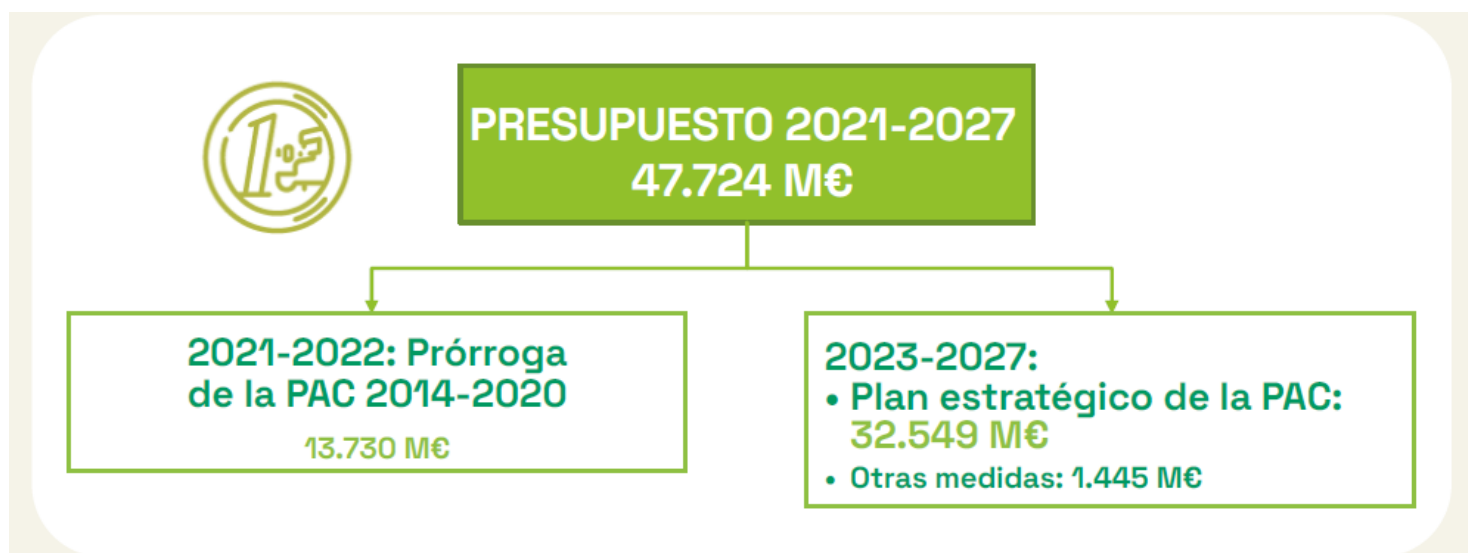 PRESUPUESTO 2021-2027
47.724 M€
2021-2022: Prórroga
de la PAC 2014-2020
13.730 M€
2023-2027:
• Plan estratégico de la PAC:
32.549 M€
• Otras medidas: 1.445 M€